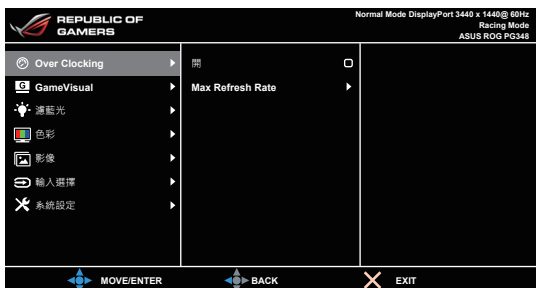 REPUBLIC OF
GAMERS
Normal Mode DisplayPort 3440 x 1440@ 60Hz
Racing Mode
ASUS ROG PG348
Over Clocking
開
G GameVisual
Max Refresh Rate
濾藍光
色彩
影像
輸入選擇
系統設定
MOVE/ENTER
BACK
EXIT